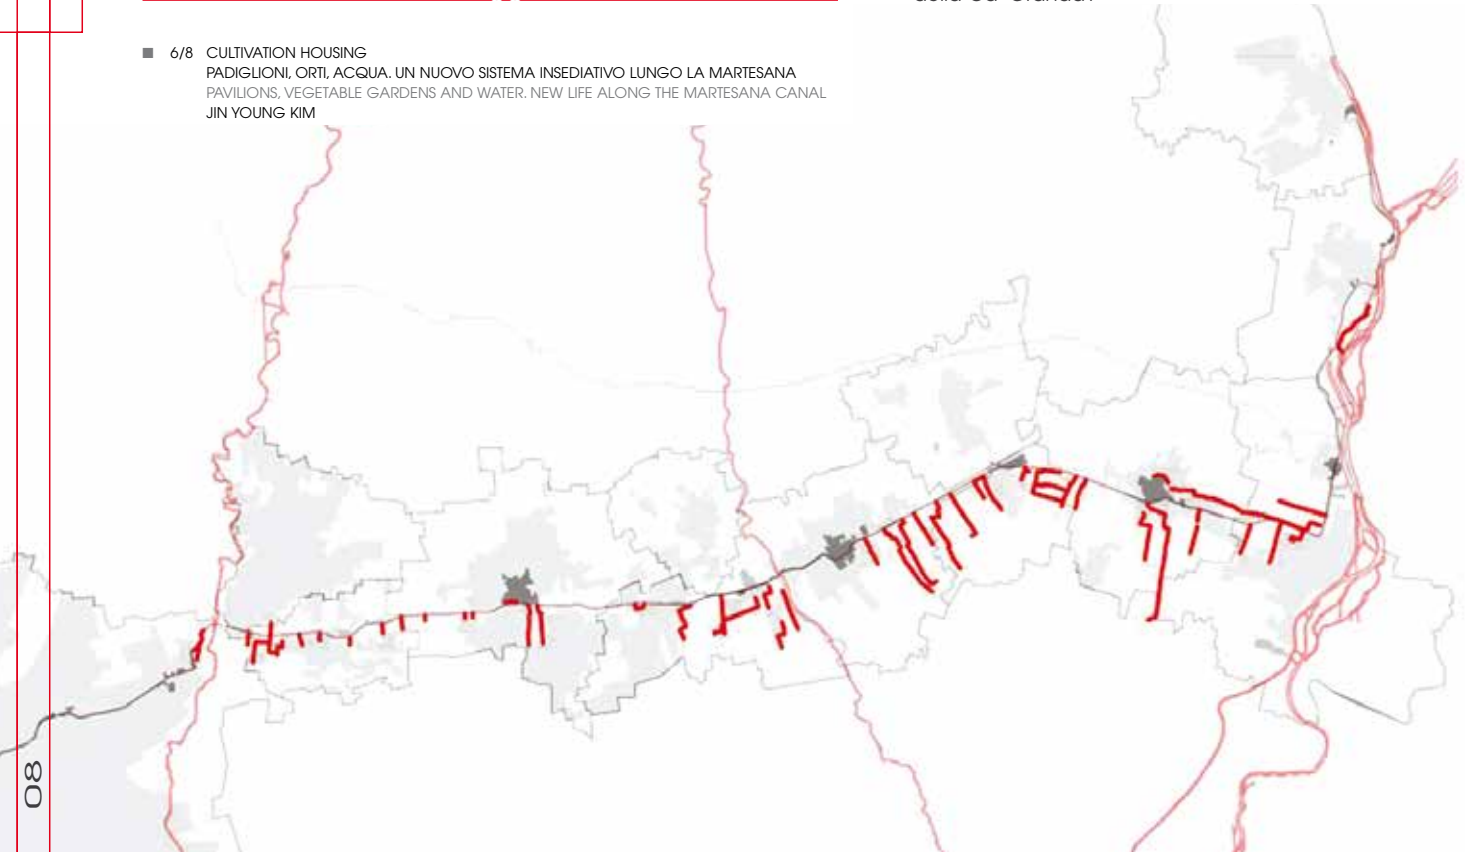 6/8 CULTIVATION HOUSING
PADIGLIONI, ORTI, ACQUA. UN NUOVO SISTEMA INSEDIATIVO LUNGO LA MARTESANA
PAVILIONS, VEGETABLE GARDENS AND WATER. NEW LIFE ALONG THE MARTESANA CANAL
JIN YOUNG KIM
08